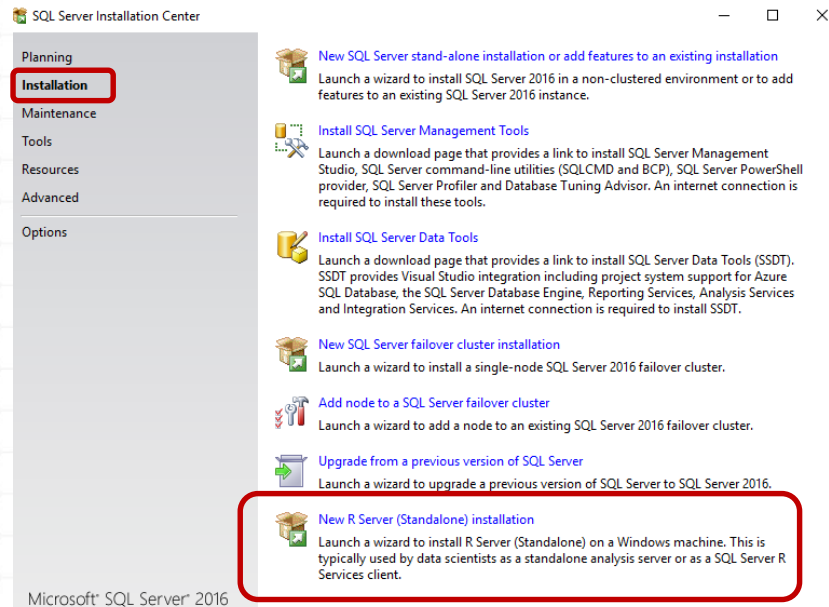 SQL Server Installation Center
Planning
Installation
Maintenance
Tools
Resources
Advanced
Options
New SQL Server stand-alone installation or add features to an existing installation
Launch a wizard to install SQL Server 2016 in a non-clustered environment or to add
features to an existing SQL Server 2016 instance.
Install SQL Server Management Tools
Launch a download page that provides a link to install SQL Server Management
Studio, SQL Server command-line utilities (SQLCMD and BCP), SQL Server PowerShell
provider, SQL Server Profiler and Database Tuning Advisor. An internet connection is
required to install these tools.
Install SQL Server Data Tools
Launch a download page that provides a link to install SQL Server Data Tools (SSDT).
SSDT provides Visual Studio integration including project system support for Azure
SQL Database, the SQL Server Database Engine, Reporting Services, Analysis Services
and Integration Services. An internet connection is required to install SSDT.
New SQL Server failover cluster installation
Launch a wizard to install a single-node SQL Server 2016 failover cluster.
Add node to a SQL Server failover cluster
Launch a wizard to add a node to an existing SQL Server 2016 failover cluster.
Upgrade from a previous version of SQL Server
Launch a wizard to upgrade a previous version of SQL Server to SQL Server 2016.
New R Server (Standalone) installation
Launch a wizard to install R Server (Standalone) on a Windows machine. This is
typically used by data scientists as a standalone analysis server or as a SQL Server R
Services client.
Microsoft® SQL Server® 2016